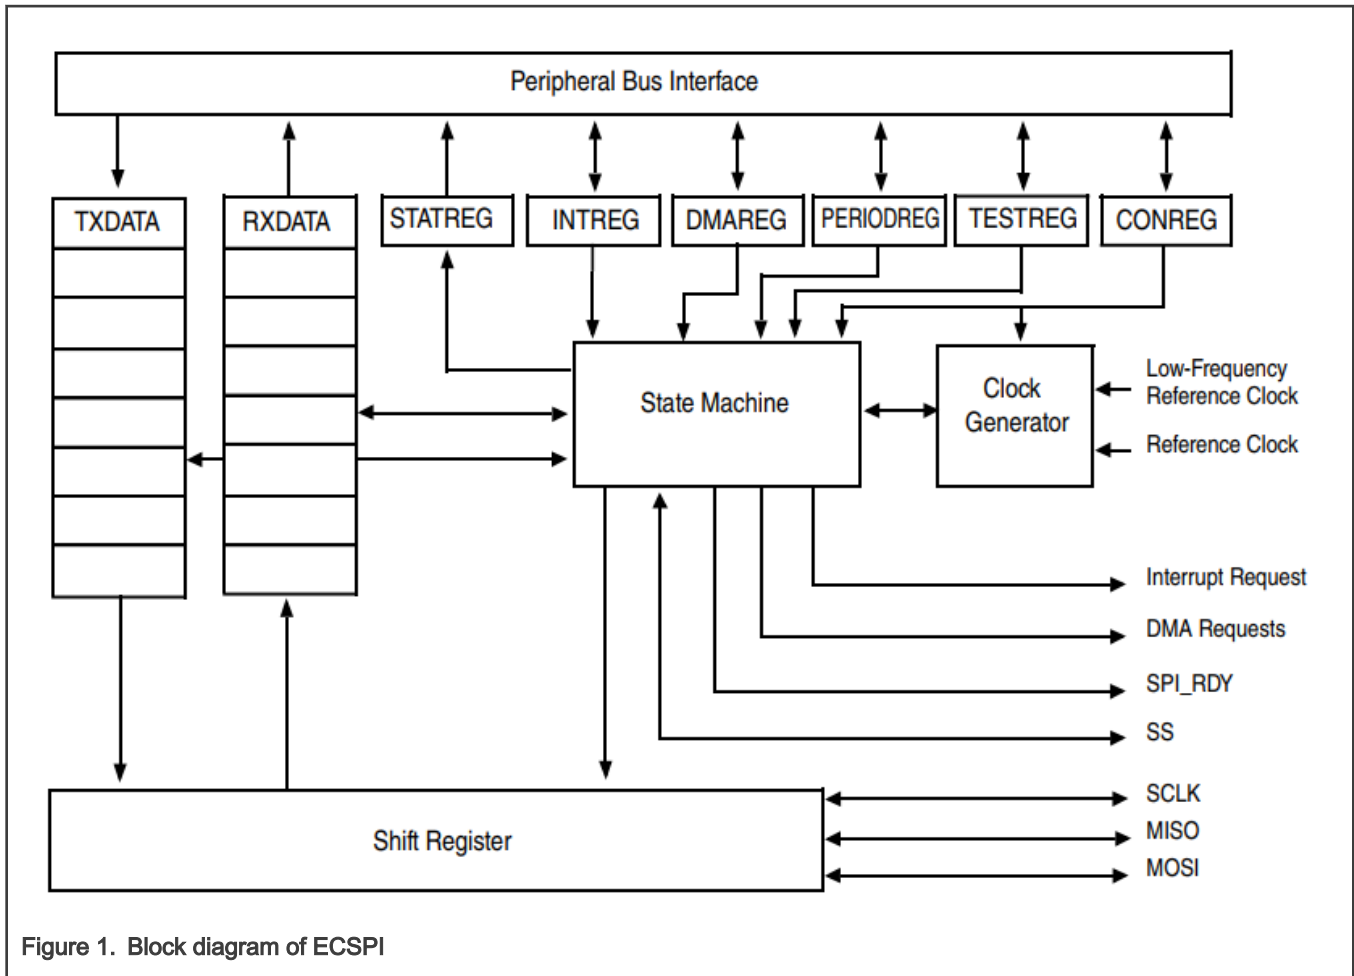 Peripheral Bus Interface
TXDATA
RXDATA
STATREG
INTREG
DMAREG
PERIODREG
TESTREG
CONREG
State Machine
Clock
Generator
Low-Frequency
Reference Clock
Reference Clock
Interrupt Request
DMA Requests
SPI_RDY
SS
SCLK
MISO
MOSI
Shift Register
Figure 1. Block diagram of ECSPI